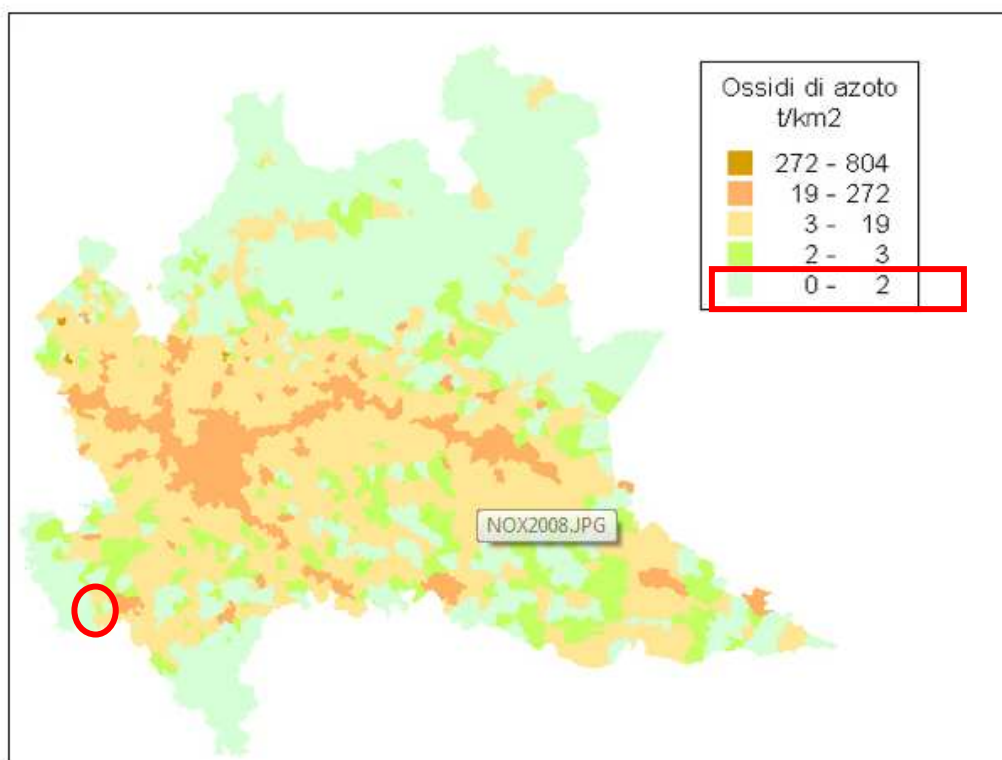 Ossidi di azoto
t/km2
272 - 804
19 - 272
3 - 19
2 - 3
0 - 2
NOX2008.JPG